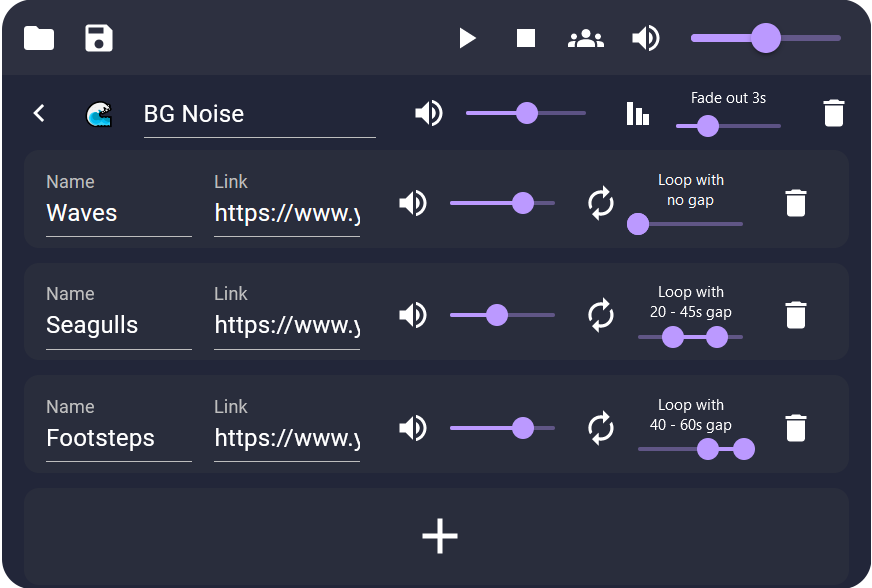 BG Noise
Fade out 3s
Name
Link
Waves
https://www.y
Loop with
no gap
Name
Link
Seagulls
https://www.y
Loop with
20 - 45s gap
Name
Link
Footsteps
https://www.y
Loop with
40 - 60s gap